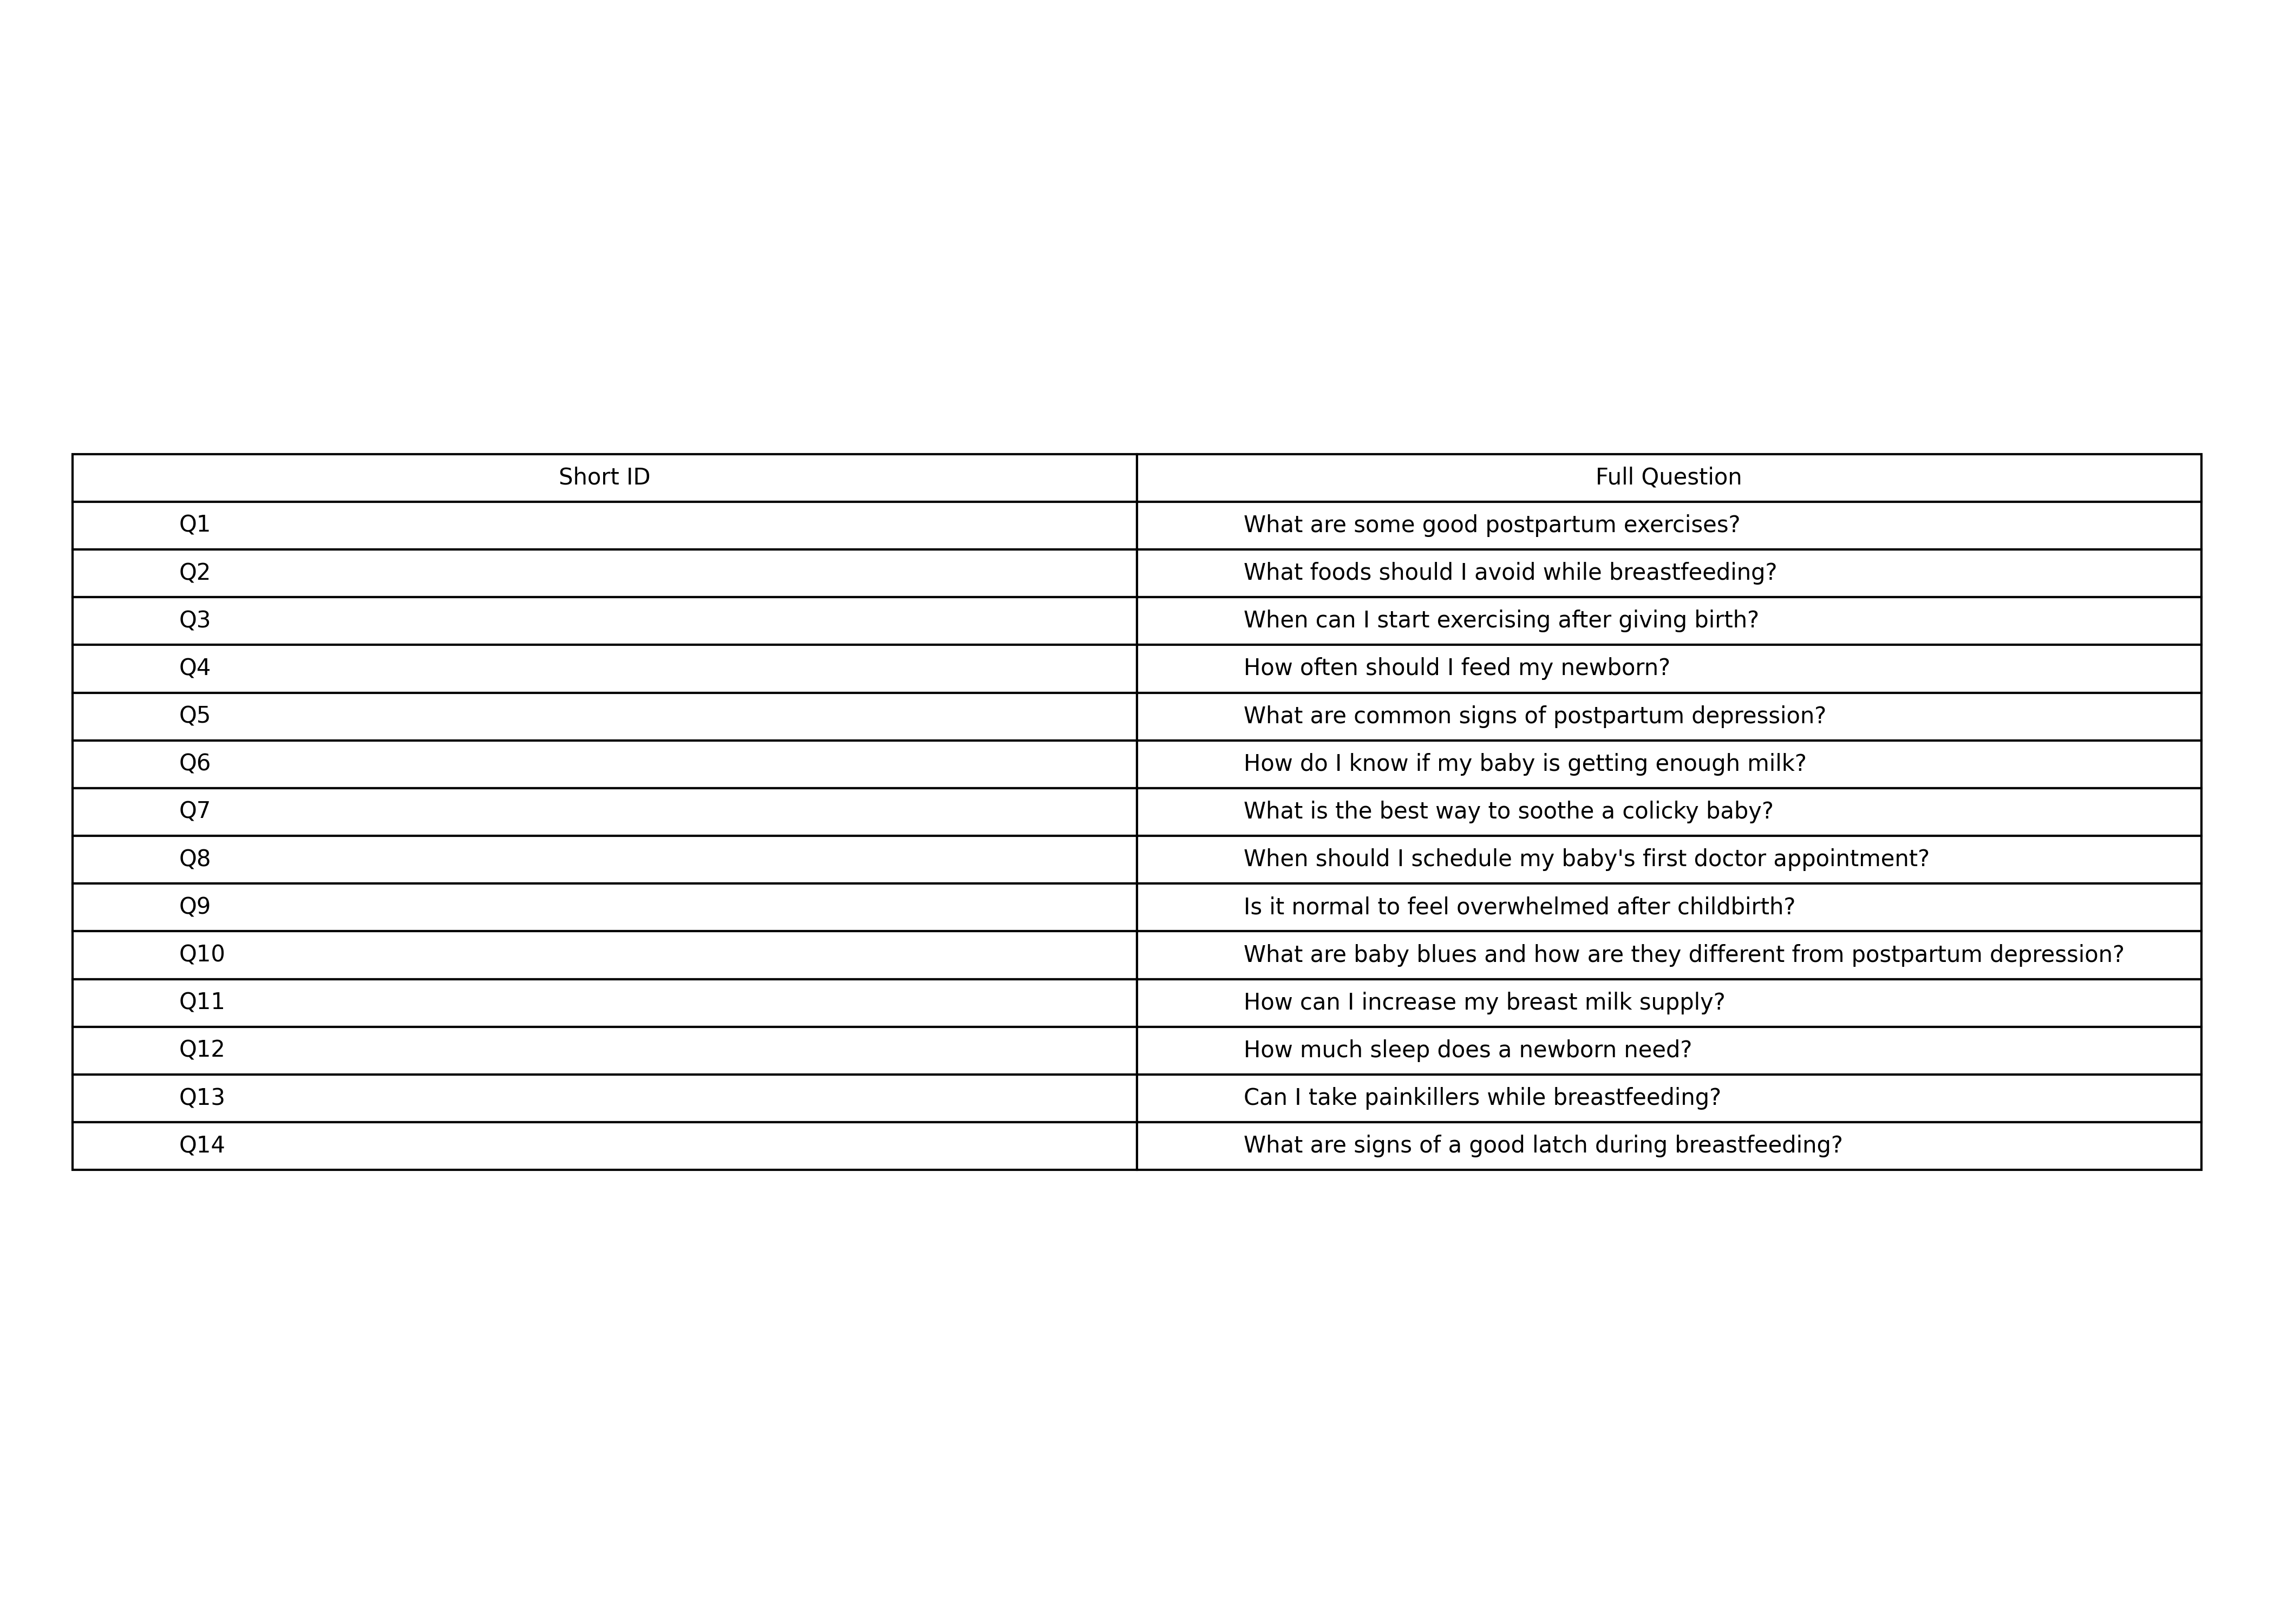 Short ID Full Question
Q1 What are some good postpartum exercises?
Q2 What foods should I avoid while breastfeeding?
Q3 When can I start exercising after giving birth?
Q4 How often should I feed my newborn?
Q5 What are common signs of postpartum depression?
Q6 How do I know if my baby is getting enough milk?
Q7 What is the best way to soothe a colicky baby?
Q8 When should I schedule my baby's first doctor appointment?
Q9 Is it normal to feel overwhelmed after childbirth?
Q10 What are baby blues and how are they different from postpartum depression?
Q11 How can I increase my breast milk supply?
Q12 How much sleep does a newborn need?
Q13 Can I take painkillers while breastfeeding?
Q14 What are signs of a good latch during breastfeeding?